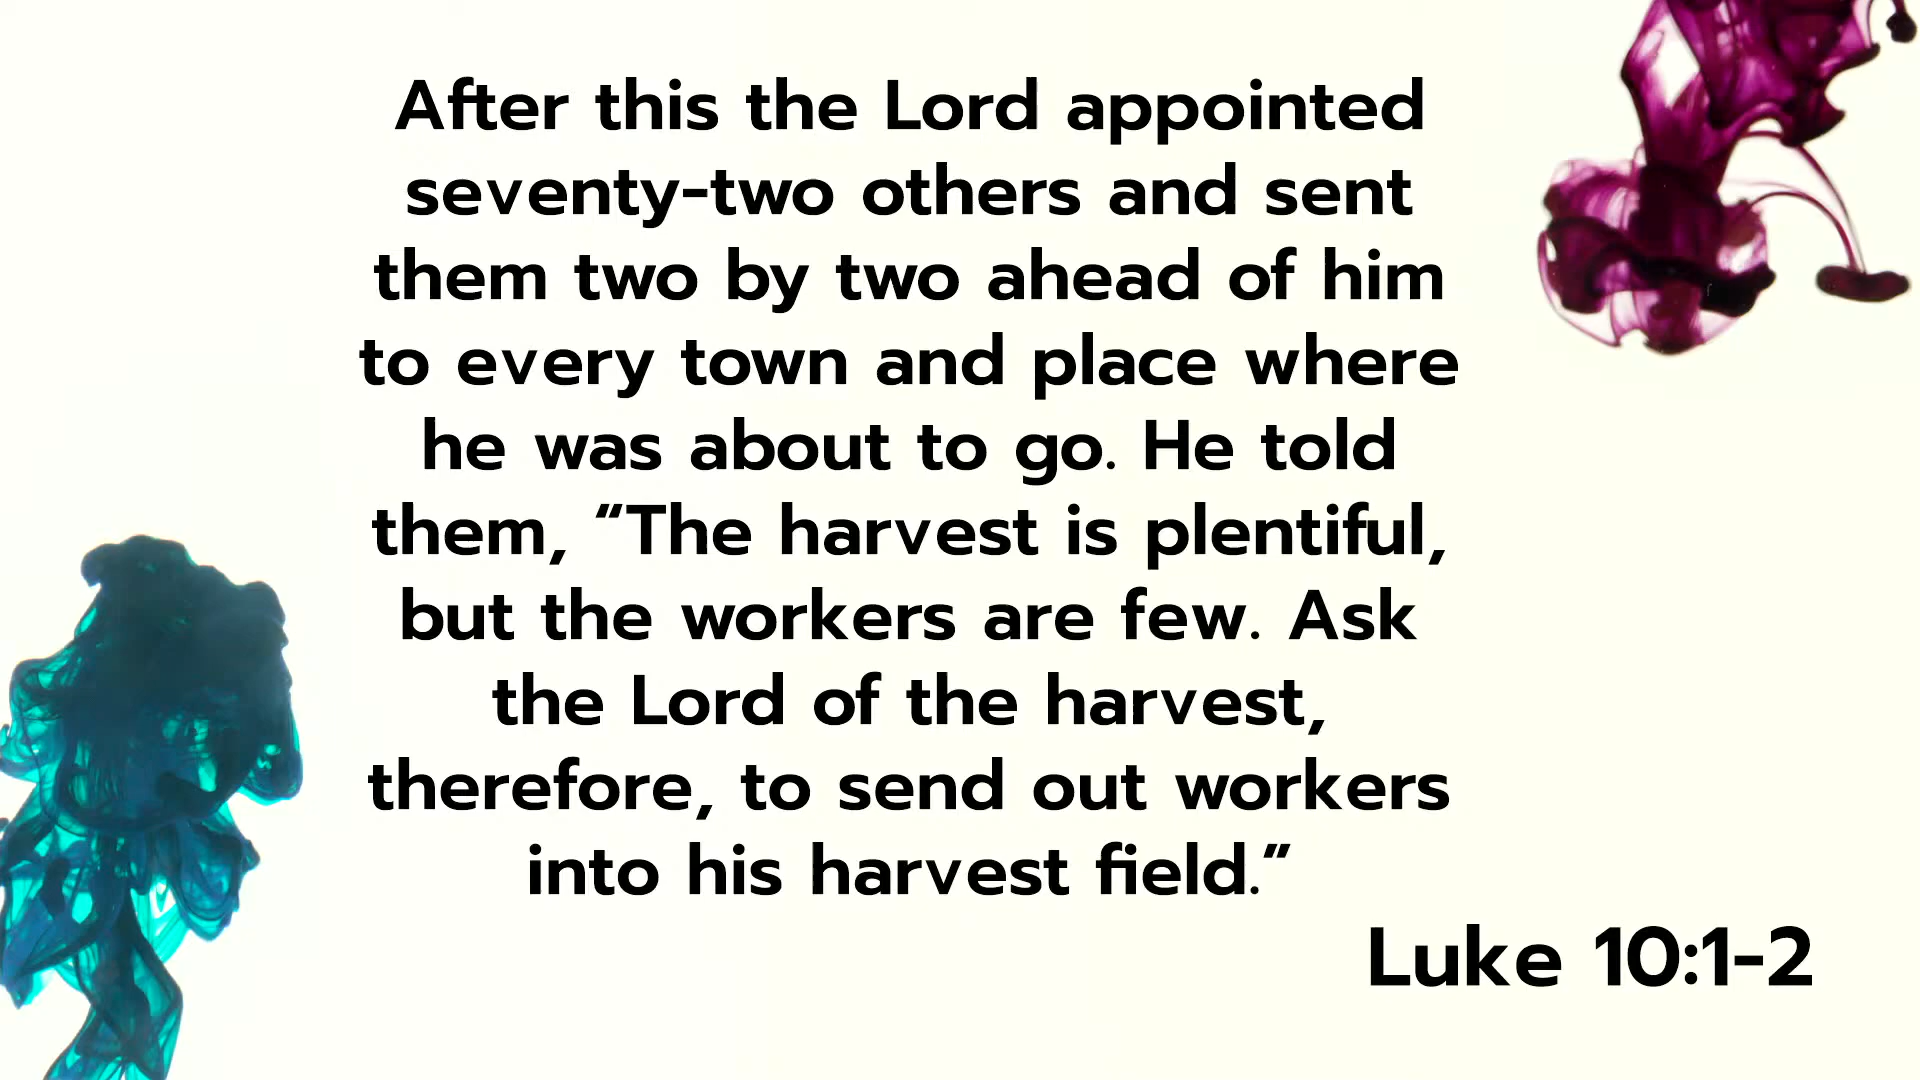 After this the Lord appointed
seventy-two others and sent
them two by two ahead of him
to every town and place where
he was about to go. He told
them, “The harvest is plentiful,
but the workers are few. Ask
the Lord of the harvest,
therefore, to send out workers
into his harvest field.”
Luke 10:1-2